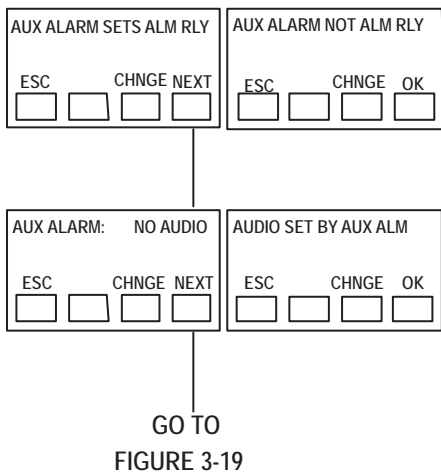 AUX ALARM SETS ALM RLY
ESC CHNGE NEXT
AUX ALARM NOT ALM RLY
ESC CHNGE OK
AUX ALARM: NO AUDIO
ESC CHNGE NEXT
AUDIO SET BY AUX ALM
ESC CHNGE OK
GO TO
FIGURE 3-19